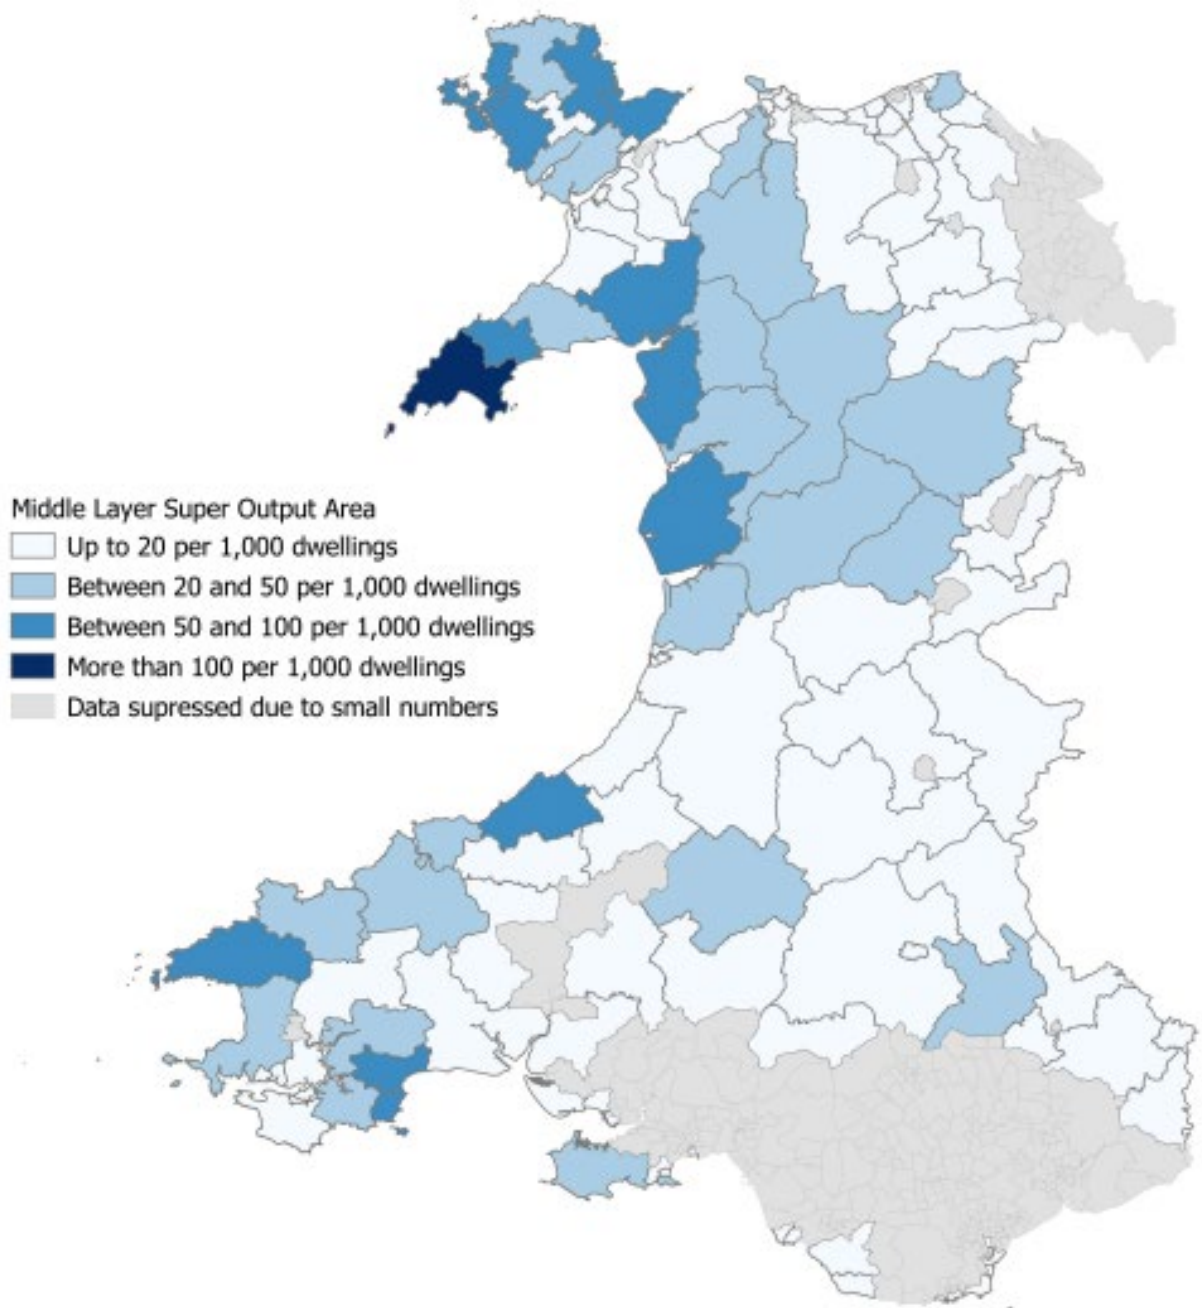 Middle Layer Super Output Area
Up to 20 per 1,000 dwellings
Between 20 and 50 per 1,000 dwellings
Between 50 and 100 per 1,000 dwellings
More than 100 per 1,000 dwellings
Data supressed due to small numbers